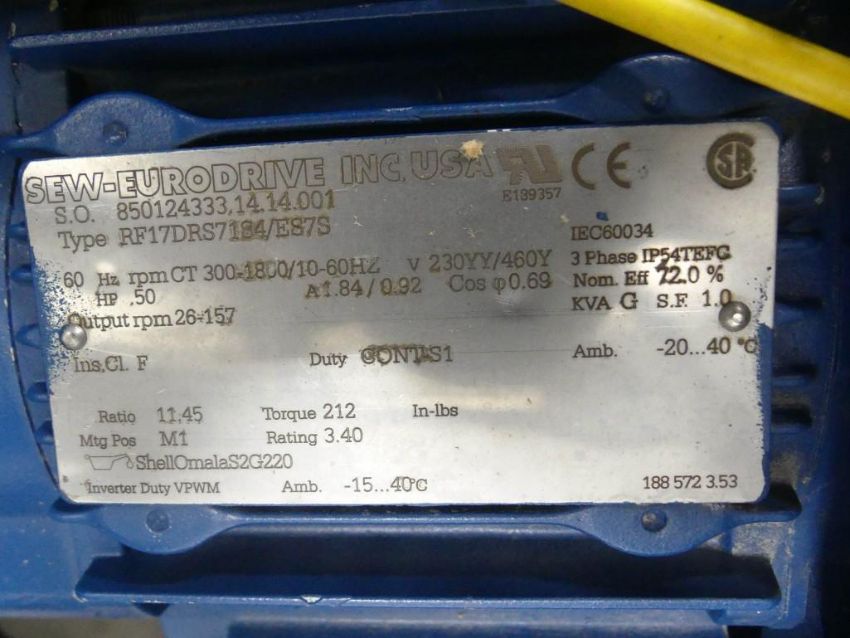 SEW-EURODRIVE INC. USA
E189357
S.O. 850124333.14.14.001
Type RF17DRS71S4/ES7S
IEC60034
60 Hz rpm CT 300-1800/10-60HZ V 230YY/460Y 3 Phase IP54TEFC
HP .50 A 1.84 / 0.92 Cos φ 0.69 Nom. Eff 72.0 %
KVA G S.F. 1.0
Output rpm 26-157
Ins.Cl. F Duty CONT-S1 Amb. -20...40 °C
Ratio 11.45 Torque 212 In-lbs
Mtg Pos M1 Rating 3.40
ShellOmalaS2G220
Inverter Duty VPWM Amb. -15...40°C 188 572 3.53